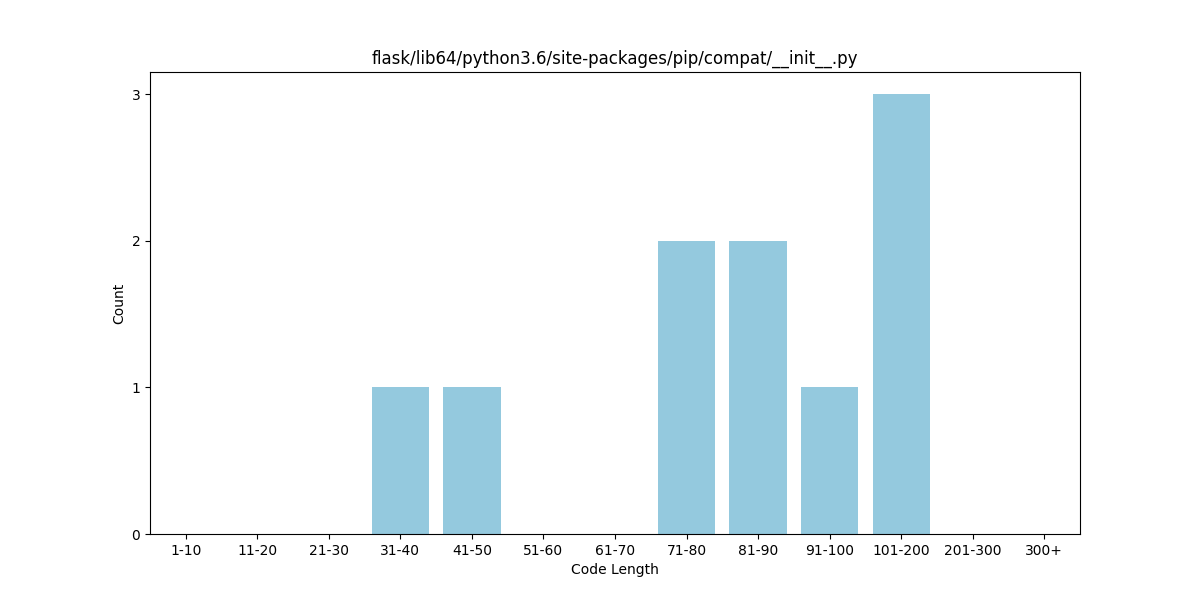 flask/lib64/python3.6/site-packages/pip/compat/__init__.py
3
2
1
0
Count
1-10 11-20 21-30 31-40 41-50 51-60 61-70 71-80 81-90 91-100 101-200 201-300 300+
Code Length